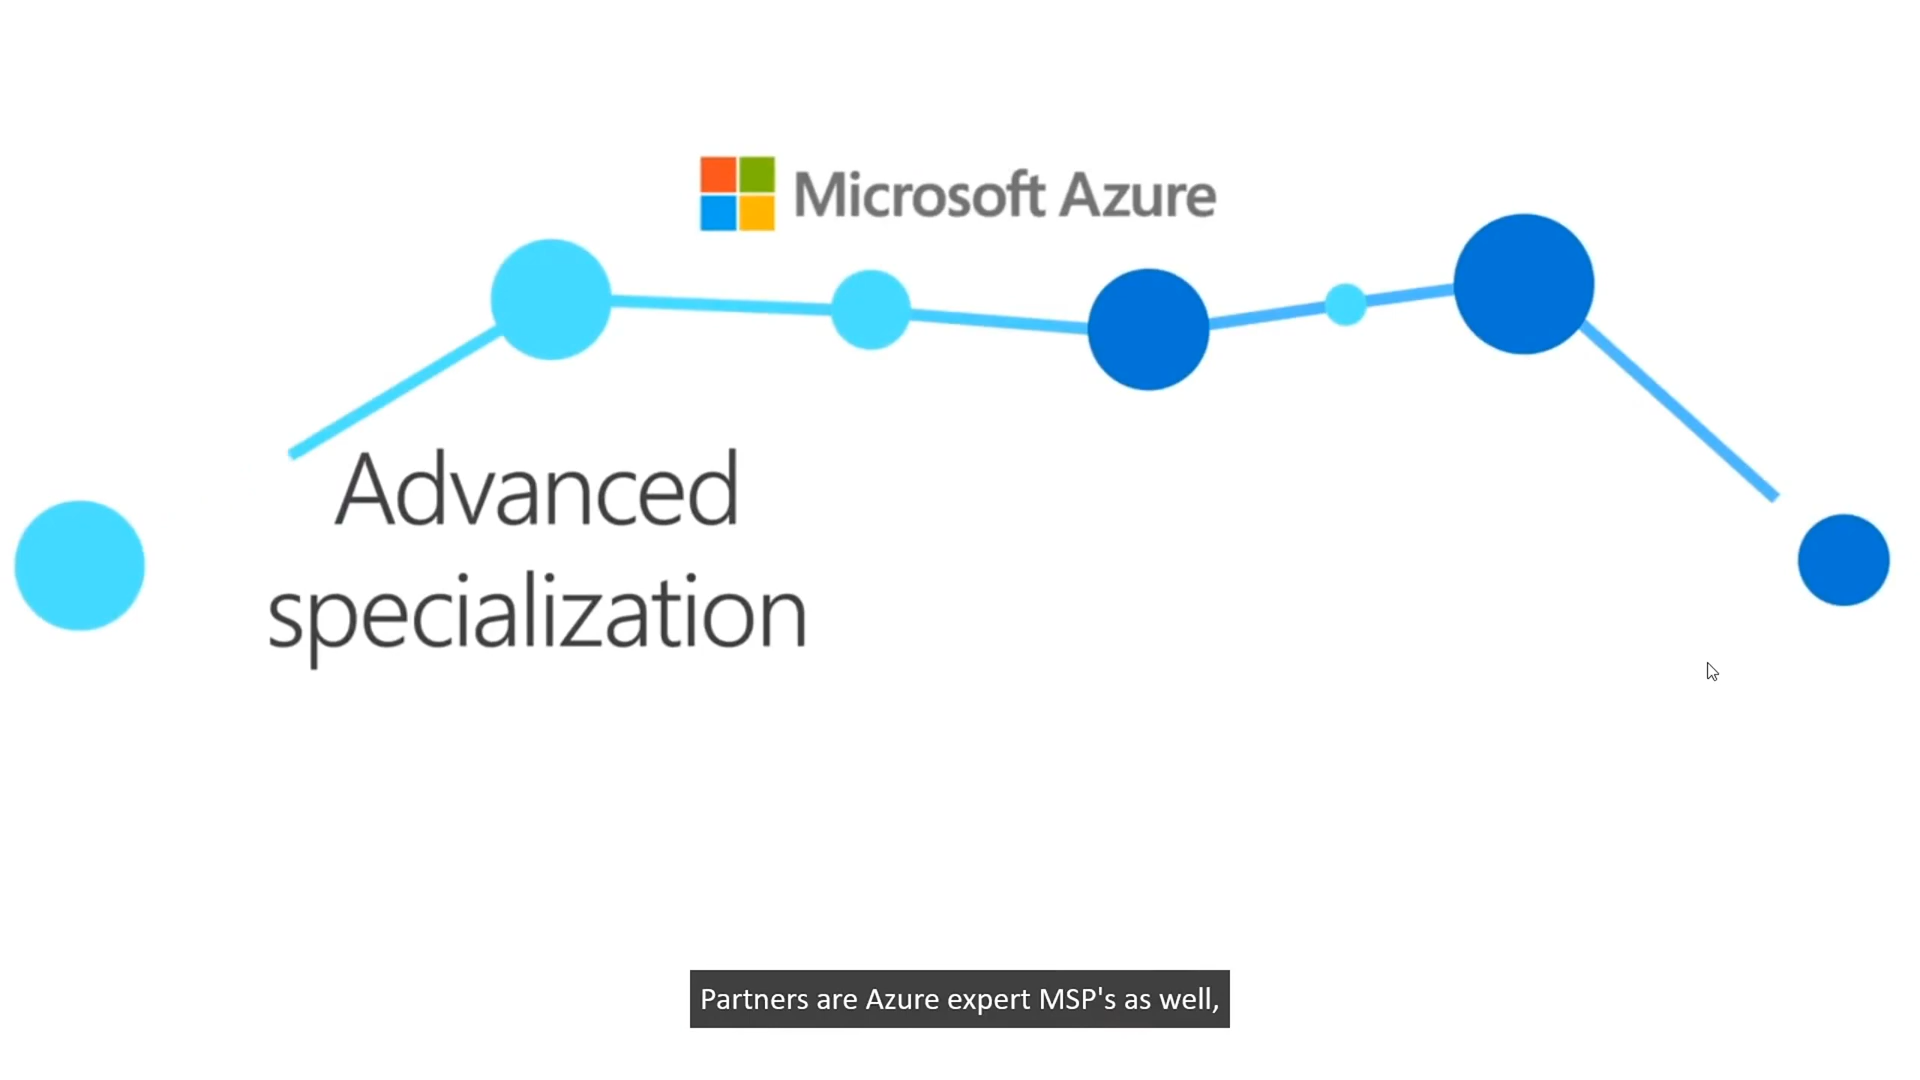 Microsoft Azure
Advanced
specialization
Partners are Azure expert MSP's as well,